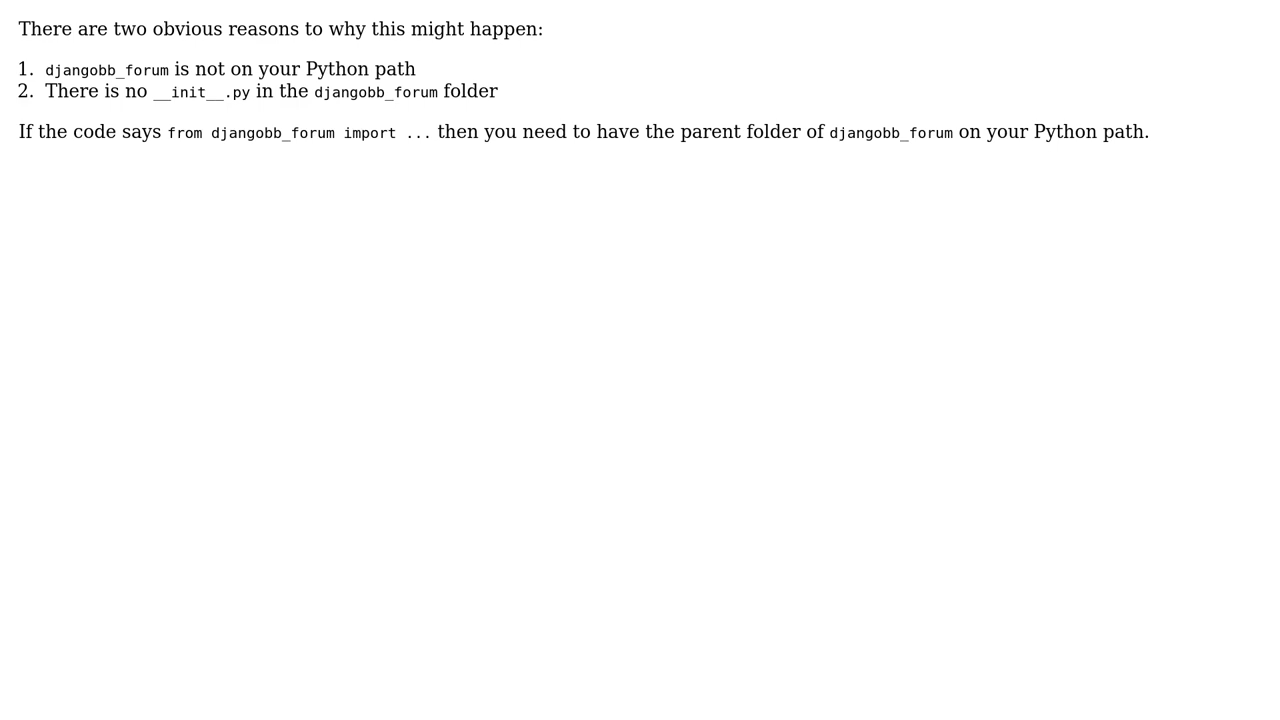 There are two obvious reasons to why this might happen:
1. djangobb_forum is not on your Python path
2. There is no __init__.py in the djangobb_forum folder
If the code says from djangobb_forum import ... then you need to have the parent folder of djangobb_forum on your Python path.